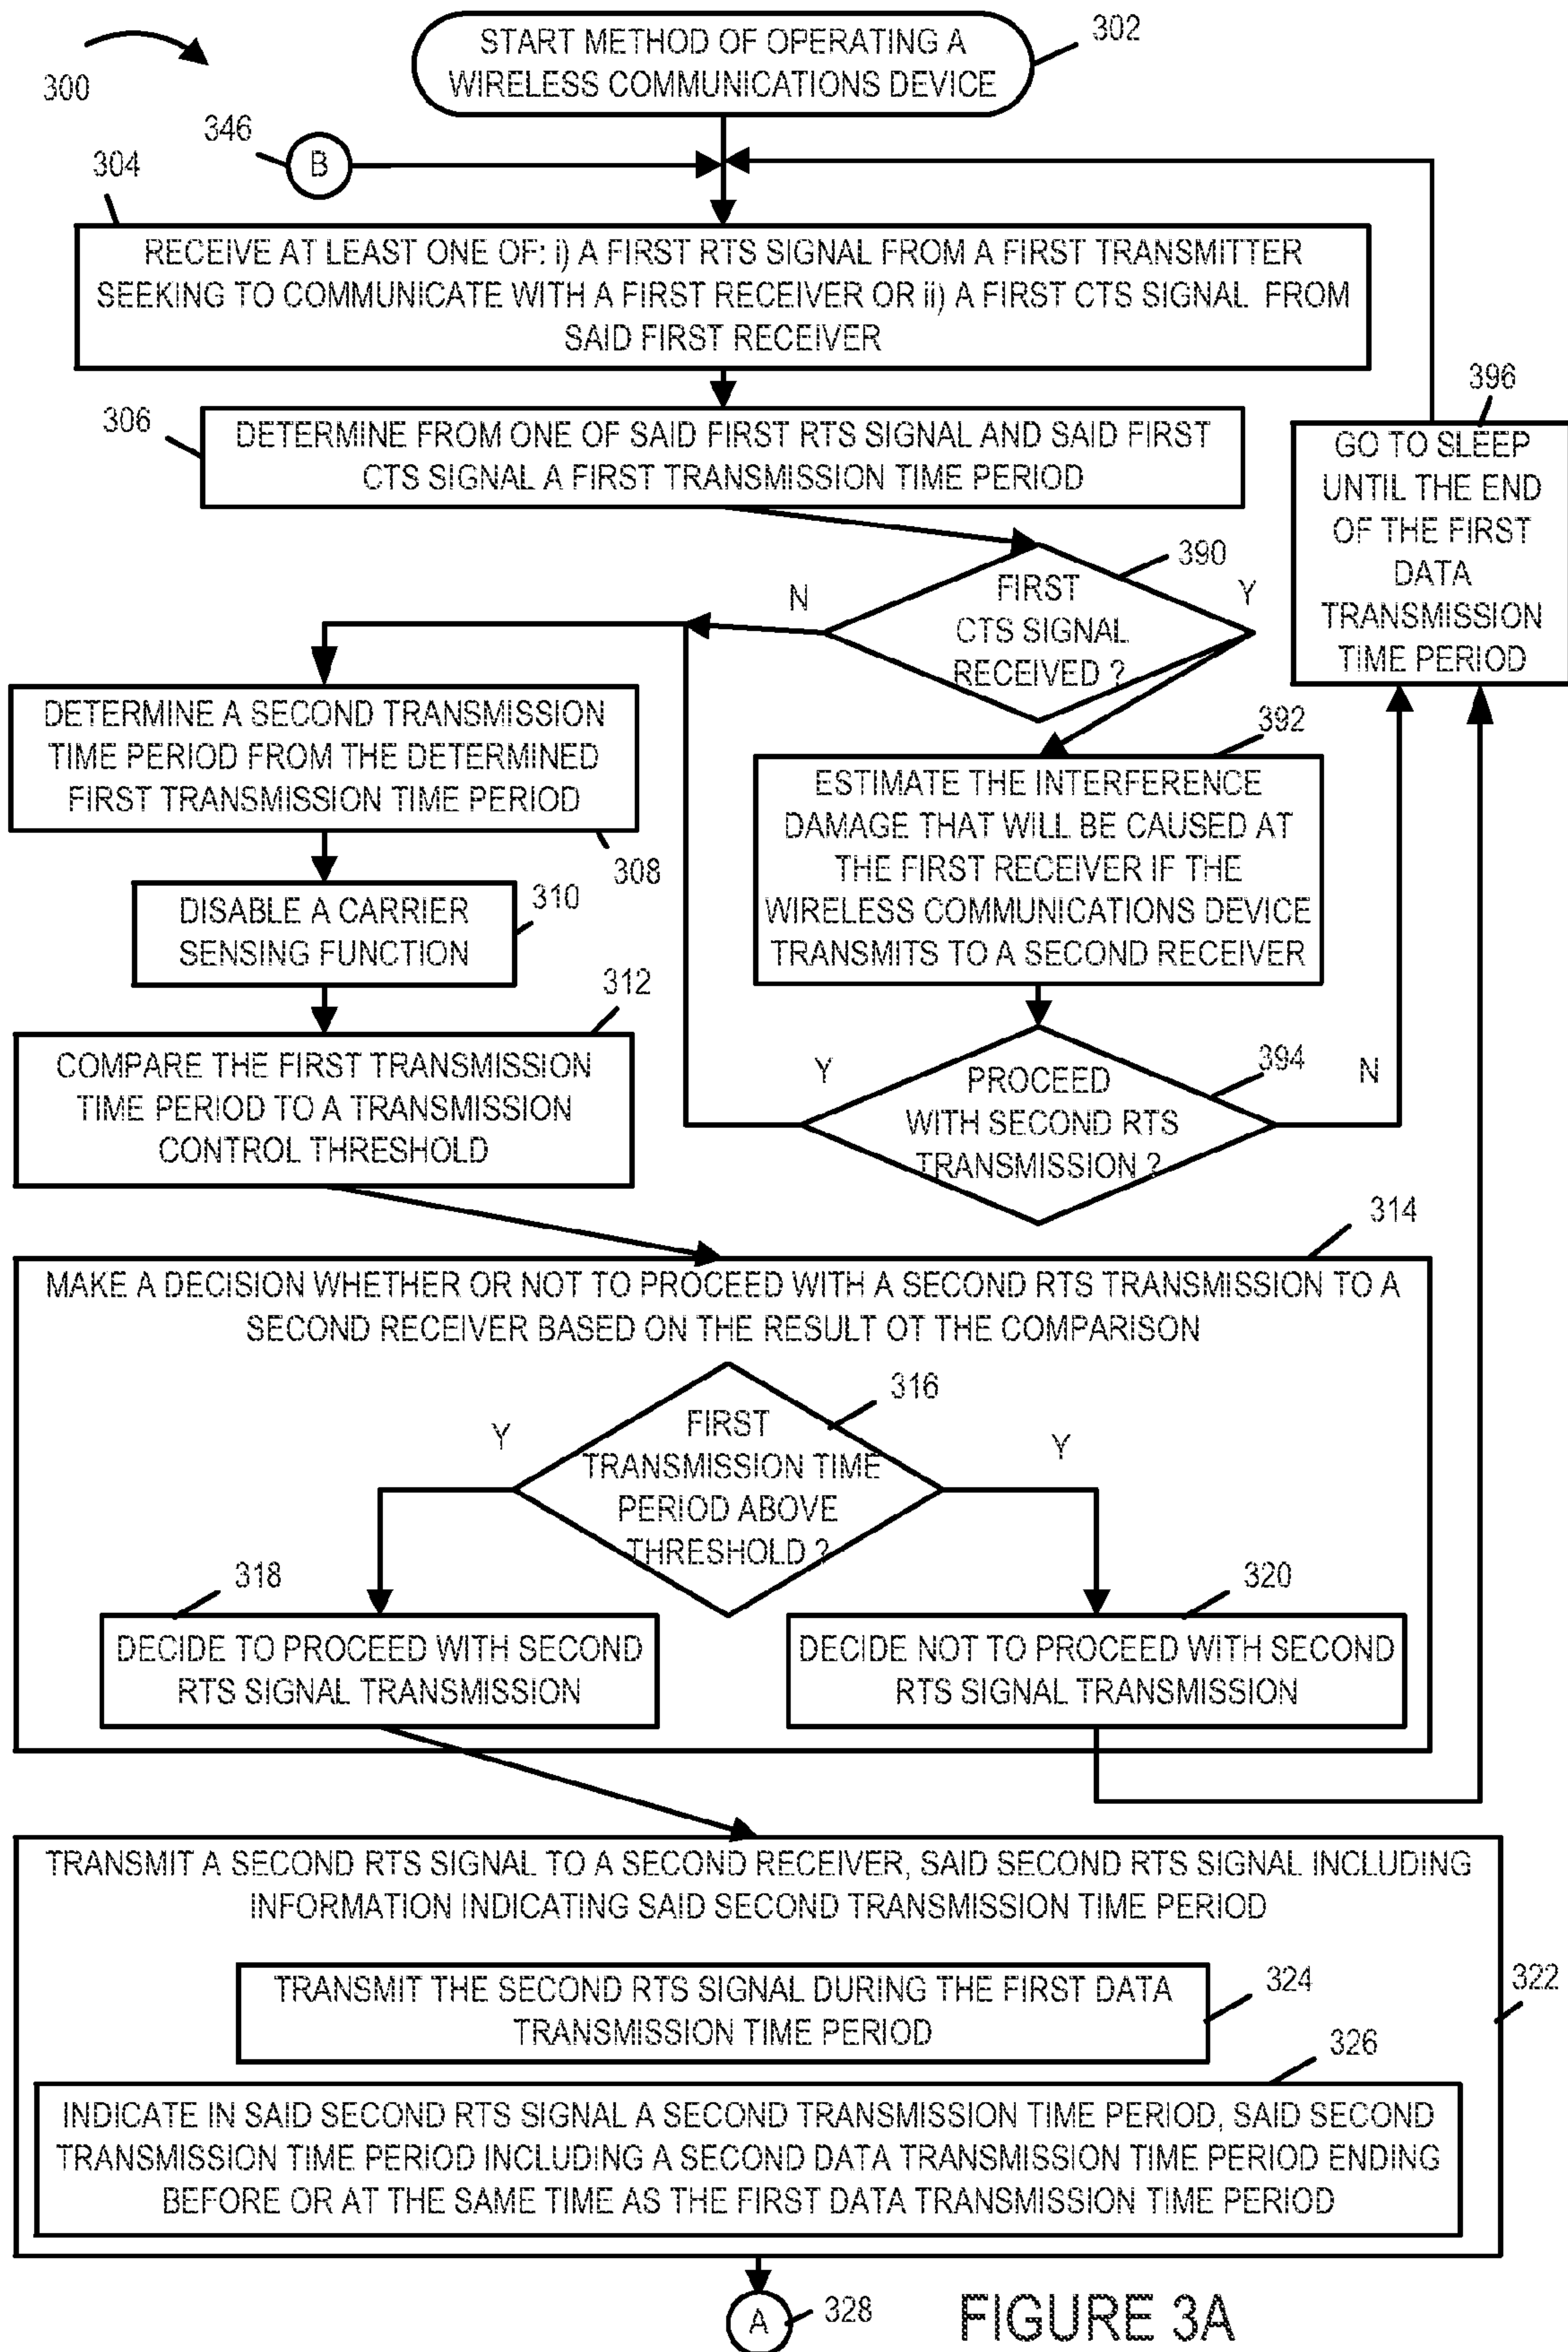 300
START METHOD OF OPERATING A
WIRELESS COMMUNICATIONS DEVICE
302
346
B
304
RECEIVE AT LEAST ONE OF: i) A FIRST RTS SIGNAL FROM A FIRST TRANSMITTER
SEEKING TO COMMUNICATE WITH A FIRST RECEIVER OR ii) A FIRST CTS SIGNAL FROM
SAID FIRST RECEIVER
306
DETERMINE FROM ONE OF SAID FIRST RTS SIGNAL AND SAID FIRST
CTS SIGNAL A FIRST TRANSMISSION TIME PERIOD
396
GO TO SLEEP
UNTIL THE END
OF THE FIRST
DATA
TRANSMISSION
TIME PERIOD
390
FIRST
CTS SIGNAL
RECEIVED ?
N
Y
DETERMINE A SECOND TRANSMISSION
TIME PERIOD FROM THE DETERMINED
FIRST TRANSMISSION TIME PERIOD
308
392
ESTIMATE THE INTERFERENCE
DAMAGE THAT WILL BE CAUSED AT
THE FIRST RECEIVER IF THE
WIRELESS COMMUNICATIONS DEVICE
TRANSMITS TO A SECOND RECEIVER
DISABLE A CARRIER
SENSING FUNCTION
310
312
COMPARE THE FIRST TRANSMISSION
TIME PERIOD TO A TRANSMISSION
CONTROL THRESHOLD
Y
PROCEED
WITH SECOND RTS
TRANSMISSION ?
394
N
314
MAKE A DECISION WHETHER OR NOT TO PROCEED WITH A SECOND RTS TRANSMISSION TO A
SECOND RECEIVER BASED ON THE RESULT OT THE COMPARISON
316
Y
FIRST
TRANSMISSION TIME
PERIOD ABOVE
THRESHOLD ?
Y
318
DECIDE TO PROCEED WITH SECOND
RTS SIGNAL TRANSMISSION
320
DECIDE NOT TO PROCEED WITH SECOND
RTS SIGNAL TRANSMISSION
TRANSMIT A SECOND RTS SIGNAL TO A SECOND RECEIVER, SAID SECOND RTS SIGNAL INCLUDING
INFORMATION INDICATING SAID SECOND TRANSMISSION TIME PERIOD
322
TRANSMIT THE SECOND RTS SIGNAL DURING THE FIRST DATA
TRANSMISSION TIME PERIOD
324
326
INDICATE IN SAID SECOND RTS SIGNAL A SECOND TRANSMISSION TIME PERIOD, SAID SECOND
TRANSMISSION TIME PERIOD INCLUDING A SECOND DATA TRANSMISSION TIME PERIOD ENDING
BEFORE OR AT THE SAME TIME AS THE FIRST DATA TRANSMISSION TIME PERIOD
A
328
FIGURE 3A